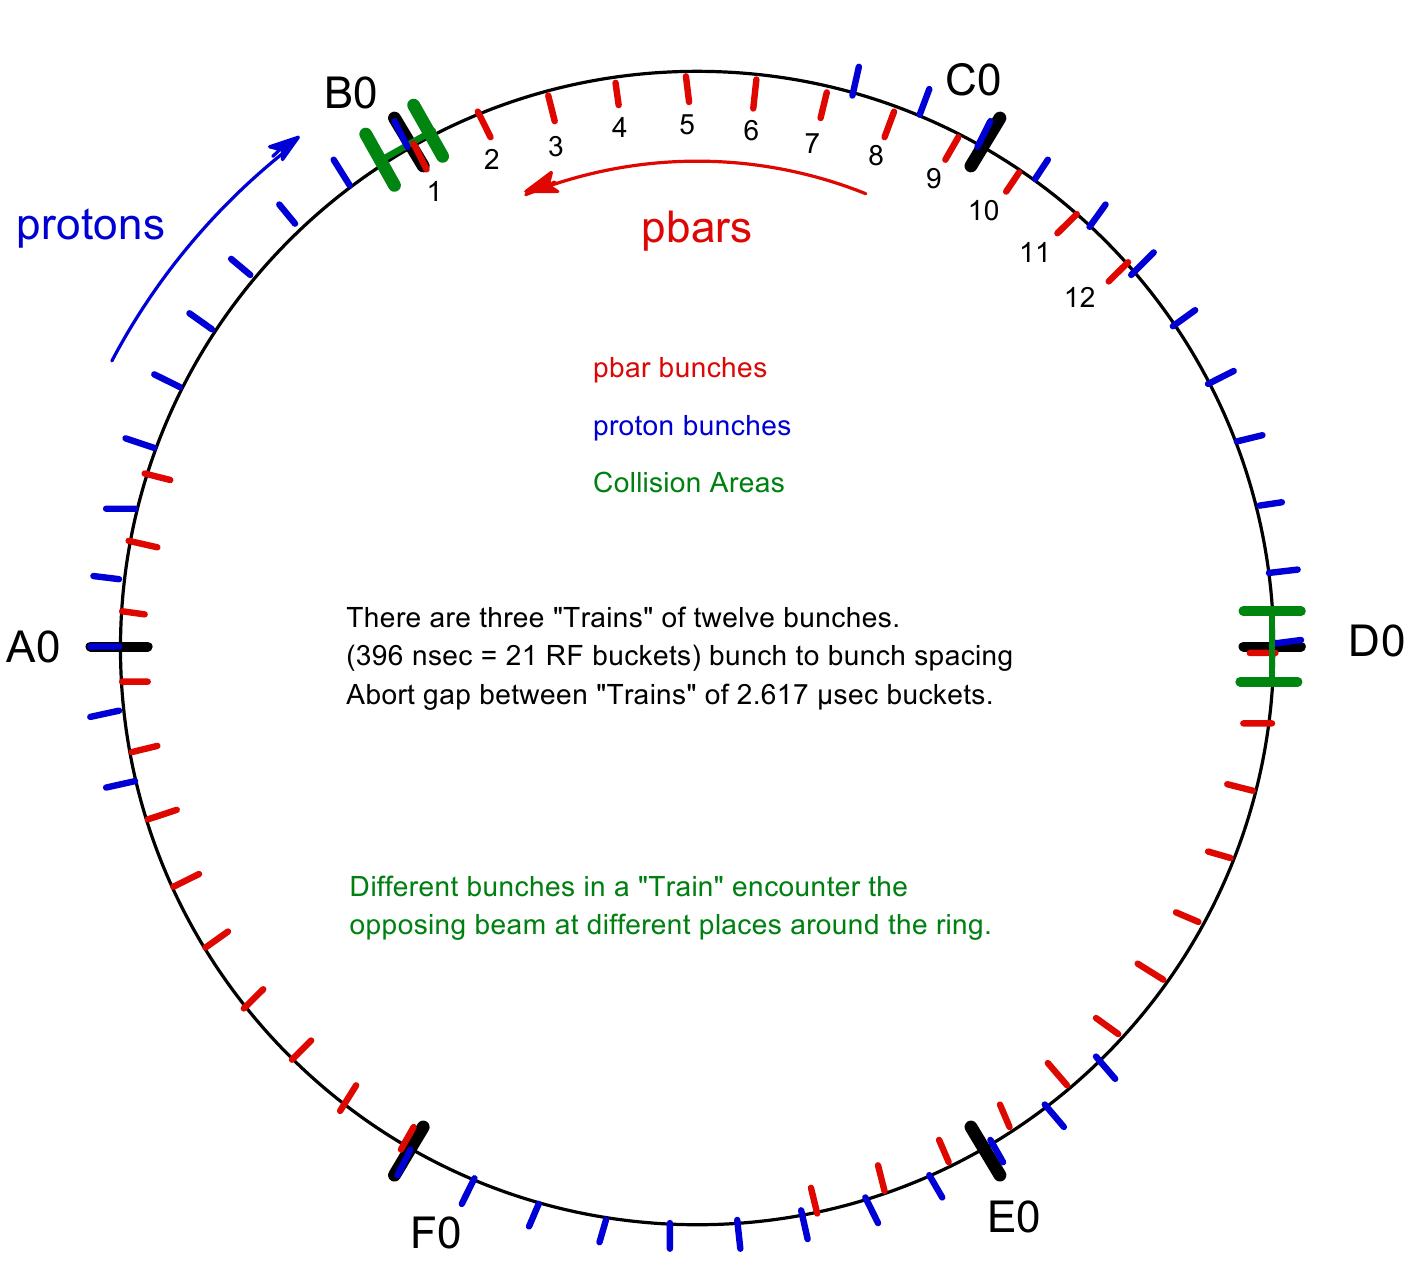 B0
C0
protons
1
2
3
4
5
6
7
8
9
10
11
12
pbars
pbar bunches
proton bunches
Collision Areas
A0
There are three "Trains" of twelve bunches.
(396 nsec = 21 RF buckets) bunch to bunch spacing
Abort gap between "Trains" of 2.617 µsec buckets.
D0
Different bunches in a "Train" encounter the
opposing beam at different places around the ring.
F0
E0